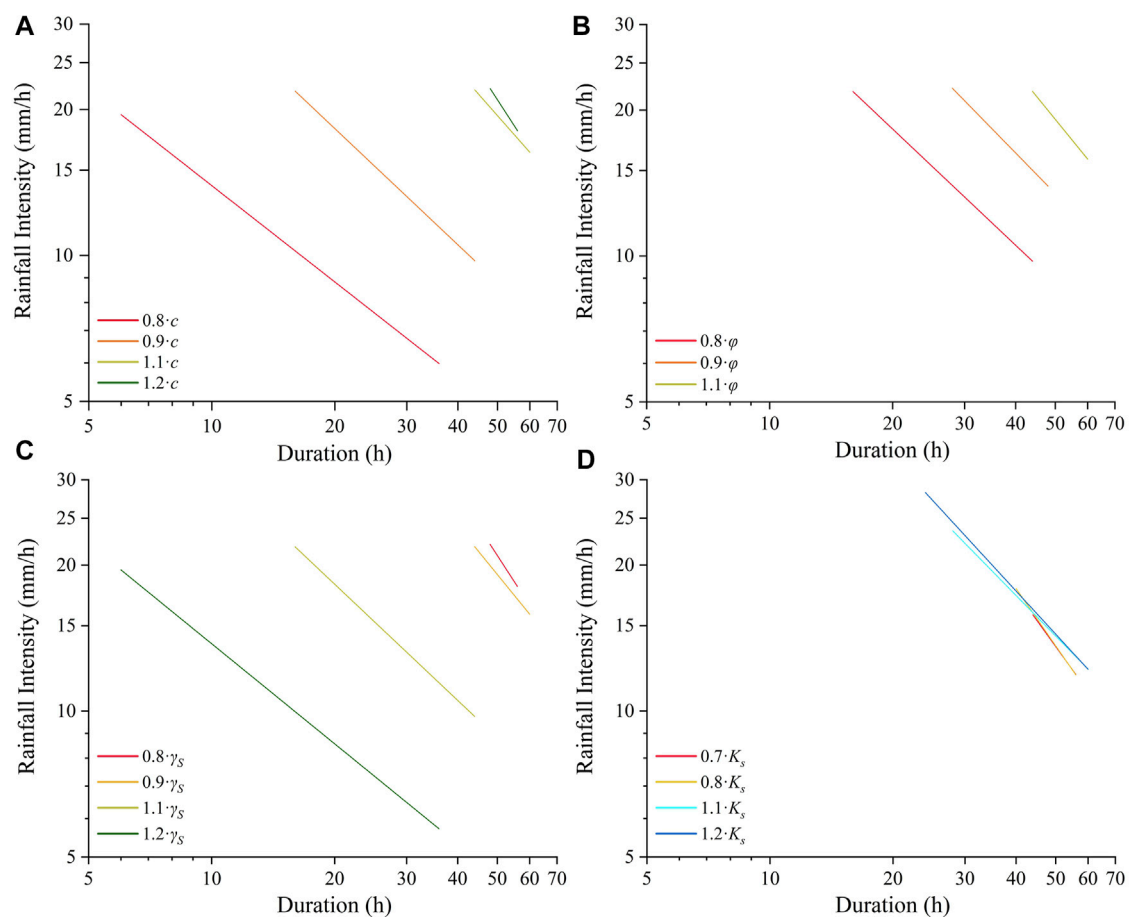 A
30
25
20
15
10
5
Rainfall Intensity (mm/h)
0.8·c
0.9·c
1.1·c
1.2·c
5 10 20 30 40 50 60 70
Duration (h)
B
30
25
20
15
10
5
Rainfall Intensity (mm/h)
0.8·φ
0.9·φ
1.1·φ
5 10 20 30 40 50 60 70
Duration (h)
C
30
25
20
15
10
5
Rainfall Intensity (mm/h)
0.8·γS
0.9·γS
1.1·γS
1.2·γS
5 10 20 30 40 50 60 70
Duration (h)
D
30
25
20
15
10
5
Rainfall Intensity (mm/h)
0.7·Ks
0.8·Ks
1.1·Ks
1.2·Ks
5 10 20 30 40 50 60 70
Duration (h)